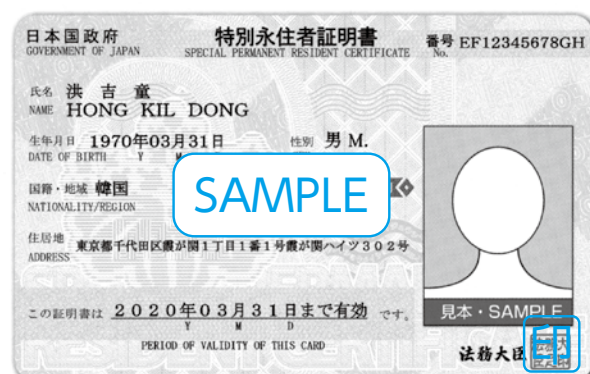 日本国政府 特別永住者証明書 番号 EF12345678GH
GOVERNMENT OF JAPAN SPECIAL PERMANENT RESIDENT CERTIFICATE No.
氏名 洪 吉 童
NAME HONG KIL DONG
生年月日 1970年03月31日 性別 男 M.
DATE OF BIRTH Y
国籍・地域 韓国
NATIONALITY/REGION
SAMPLE
住居地 東京都千代田区霞が関1丁目1番1号霞が関ハイツ302号
ADDRESS
この証明書は 2020年03月31日まで有効 です。
Y M D
PERIOD OF VALIDITY OF THIS CARD
見本・SAMPLE
法務大臣
印